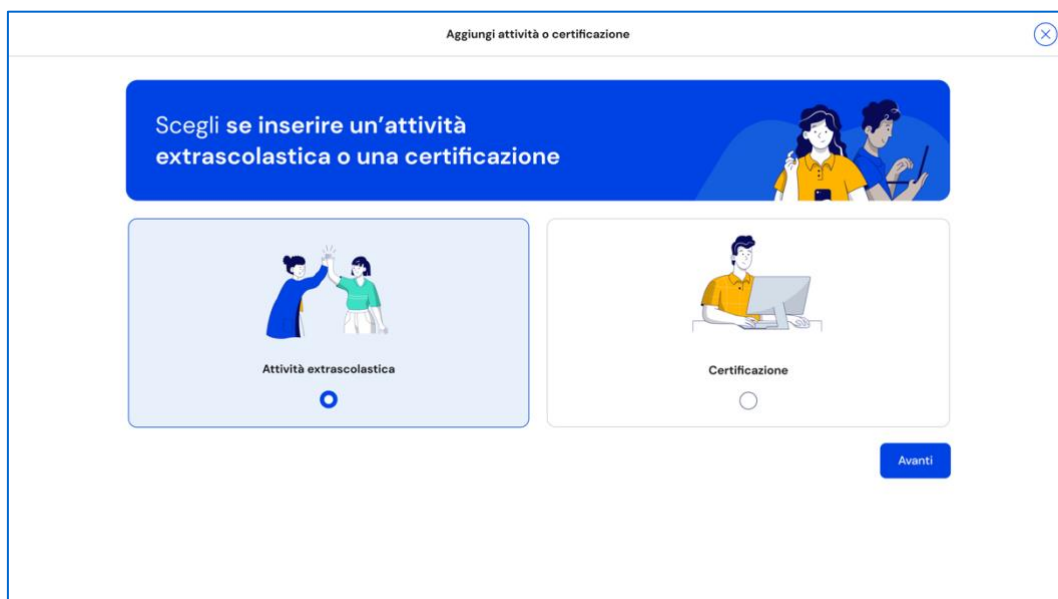 Aggiungi attività o certificazione
Scegli se inserire un’attività
extrascolastica o una certificazione
Attività extrascolastica
Certificazione
Avanti